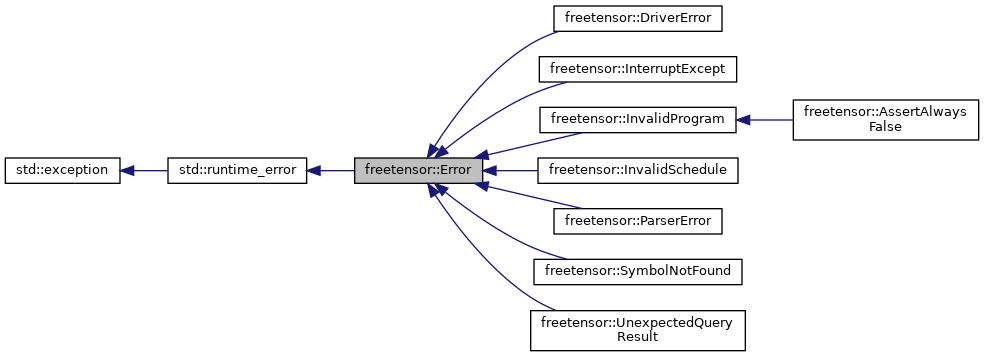 freetensor::DriverError
freetensor::InterruptExcept
freetensor::InvalidProgram
freetensor::AssertAlways
False
std::exception
std::runtime_error
freetensor::Error
freetensor::InvalidSchedule
freetensor::ParserError
freetensor::SymbolNotFound
freetensor::UnexpectedQuery
Result